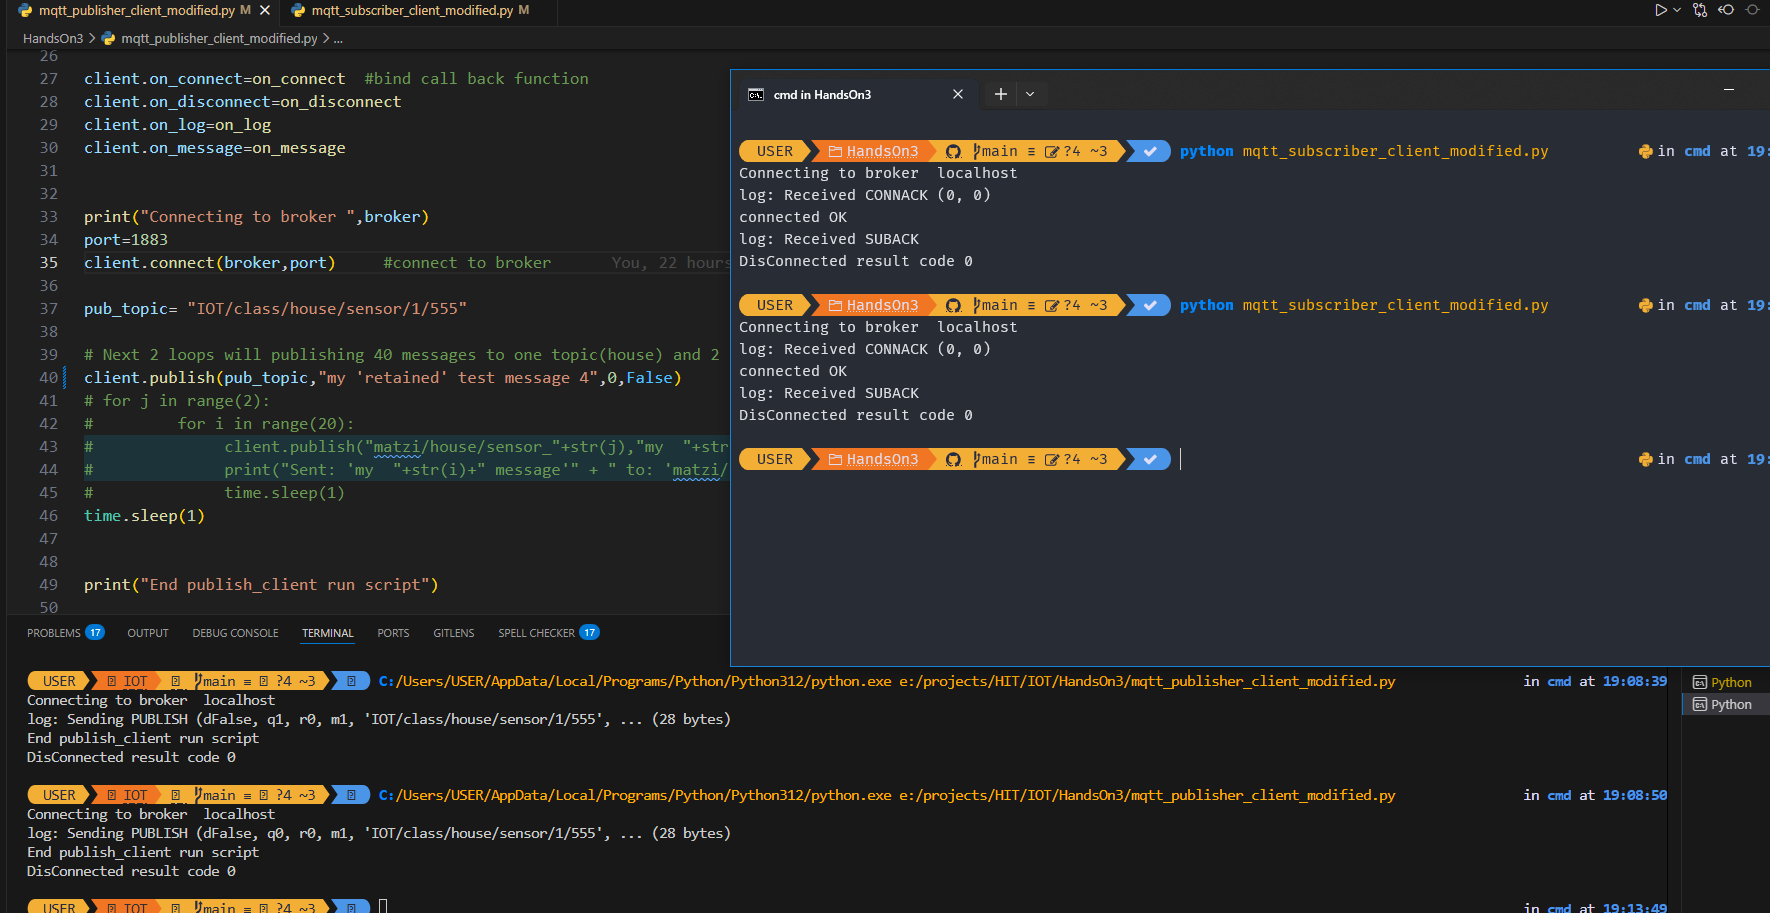 mqtt_publisher_client_modified.py M
mqtt_subscriber_client_modified.py M
HandsOn3 > mqtt_publisher_client_modified.py > ...
26
27 client.on_connect=on_connect  #bind call back function
28 client.on_disconnect=on_disconnect
29 client.on_log=on_log
30 client.on_message=on_message
31
32
33 print("Connecting to broker ",broker)
34 port=1883
35 client.connect(broker,port)     #connect to broker      You, 22 hours
36
37 pub_topic= "IOT/class/house/sensor/1/555"
38
39 # Next 2 loops will publishing 40 messages to one topic(house) and 2
40 client.publish(pub_topic,"my 'retained' test message 4",0,False)
41 # for j in range(2):
42 #         for i in range(20):
43 #              client.publish("matzi/house/sensor_"+str(j),"my  "+str
44 #              print("Sent: 'my  "+str(i)+" message'" + " to: 'matzi/
45 #              time.sleep(1)
46 time.sleep(1)
47
48
49 print("End publish_client run script")
50
cmd in HandsOn3
USER HandsOn3 main ≡ ?4 ~3 python mqtt_subscriber_client_modified.py in cmd at 19:
Connecting to broker  localhost
log: Received CONNACK (0, 0)
connected OK
log: Received SUBACK
DisConnected result code 0
USER HandsOn3 main ≡ ?4 ~3 python mqtt_subscriber_client_modified.py in cmd at 19:
Connecting to broker  localhost
log: Received CONNACK (0, 0)
connected OK
log: Received SUBACK
DisConnected result code 0
USER HandsOn3 main ≡ ?4 ~3 in cmd at 19:
PROBLEMS 17 OUTPUT DEBUG CONSOLE TERMINAL PORTS GITLENS SPELL CHECKER 17
USER IOT main ≡ ?4 ~3 C:/Users/USER/AppData/Local/Programs/Python/Python312/python.exe e:/projects/HIT/IOT/HandsOn3/mqtt_publisher_client_modified.py in cmd at 19:08:39
Connecting to broker  localhost
log: Sending PUBLISH (dFalse, q1, r0, m1, 'IOT/class/house/sensor/1/555', ... (28 bytes)
End publish_client run script
DisConnected result code 0
USER IOT main ≡ ?4 ~3 C:/Users/USER/AppData/Local/Programs/Python/Python312/python.exe e:/projects/HIT/IOT/HandsOn3/mqtt_publisher_client_modified.py in cmd at 19:08:50
Connecting to broker  localhost
log: Sending PUBLISH (dFalse, q0, r0, m1, 'IOT/class/house/sensor/1/555', ... (28 bytes)
End publish_client run script
DisConnected result code 0
USER IOT main ≡ ?4 ~3 in cmd at 19:13:49
Python
Python